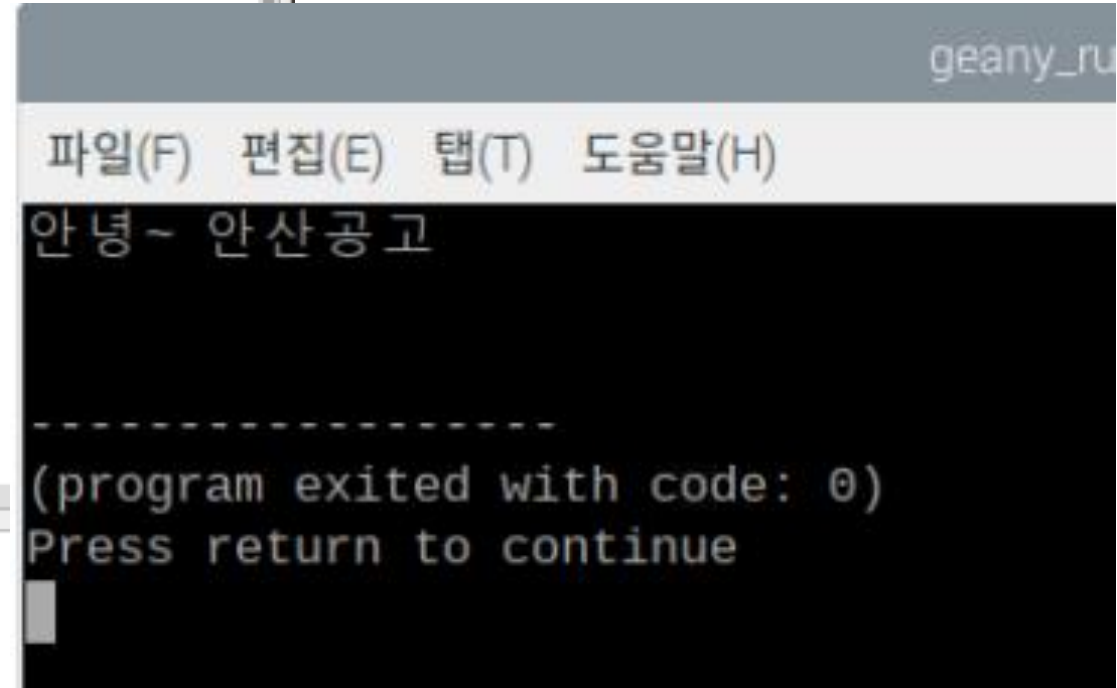 geany_ru
파일(F) 편집(E) 탭(T) 도움말(H)
안녕~ 안산공고
------------------
(program exited with code: 0)
Press return to continue